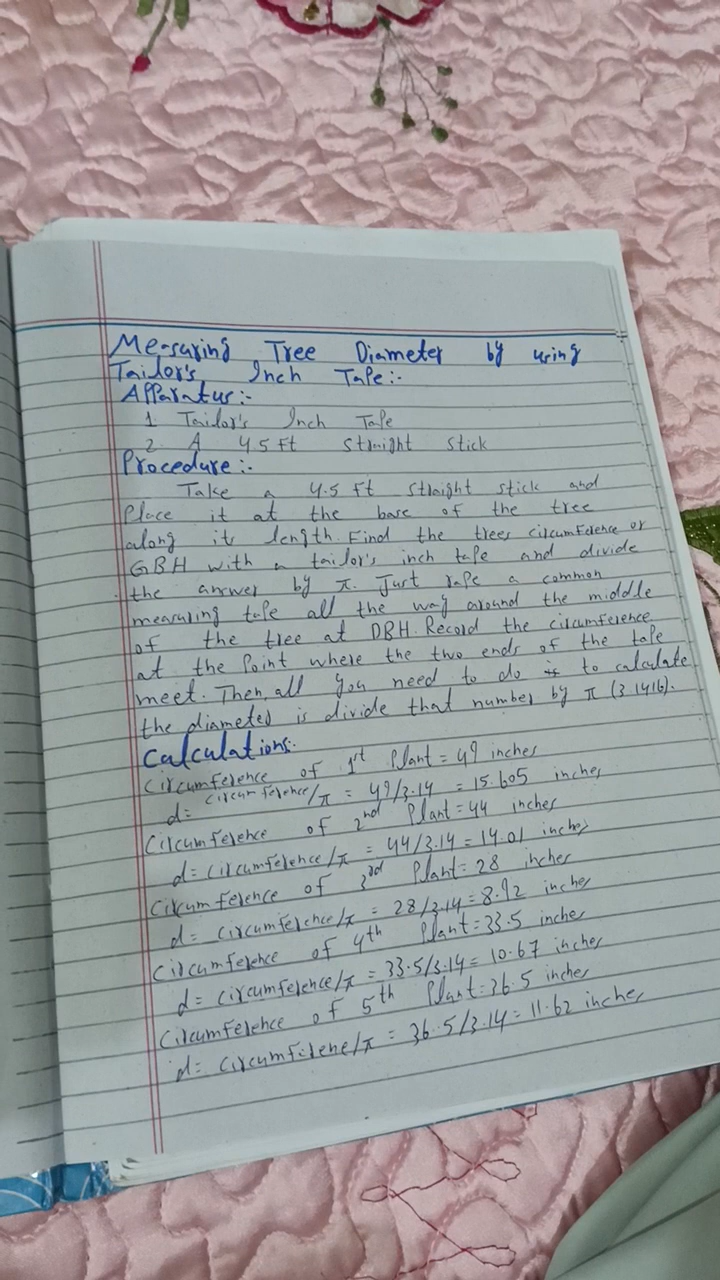 Measuring Tree Diameter by using
Tailor's Inch Tape:-
Apparatus:-
1. Tailor's Inch Tape
2. A 4.5 Ft straight stick
Procedure:-
Take a 4.5 Ft straight stick and
Place it at the base of the tree
along it length. Find the trees circumference or
GBH with a tailor's inch tape and divide
the answer by π. Just tape a common
measuring tape all the way around the middle
of the tree at DBH. Record the circumference
at the Point where the two ends of the tape
meet. Then, all you need to do is to calculate
the diameter is divide that number by π (3.1416).
Calculations:-
Circumference of 1st Plant = 49 inches
d= circumference/π = 49/3.14 = 15.605 inches
Circumference of 2nd Plant = 44 inches
d= circumference/π = 44/3.14 = 14.01 inches
Circumference of 3rd Plant = 28 inches
d= circumference/π = 28/3.14 = 8.92 inches
Circumference of 4th Plant = 33.5 inches
d= circumference/π = 33.5/3.14 = 10.67 inches
Circumference of 5th Plant = 36.5 inches
d= circumferene/π = 36.5/3.14 = 11.62 inches